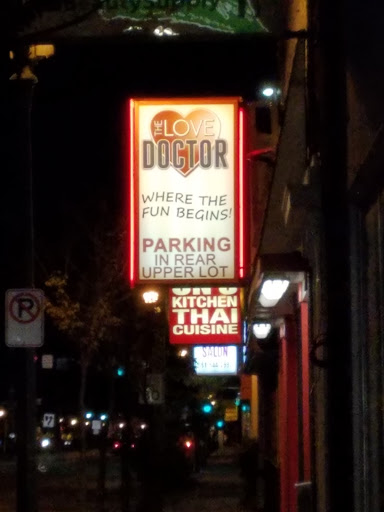 THE LOVE
DOCTOR
WHERE THE
FUN BEGINS!
PARKING
IN REAR
UPPER LOT
KITCHEN
THAI
CUISINE
SALON
P